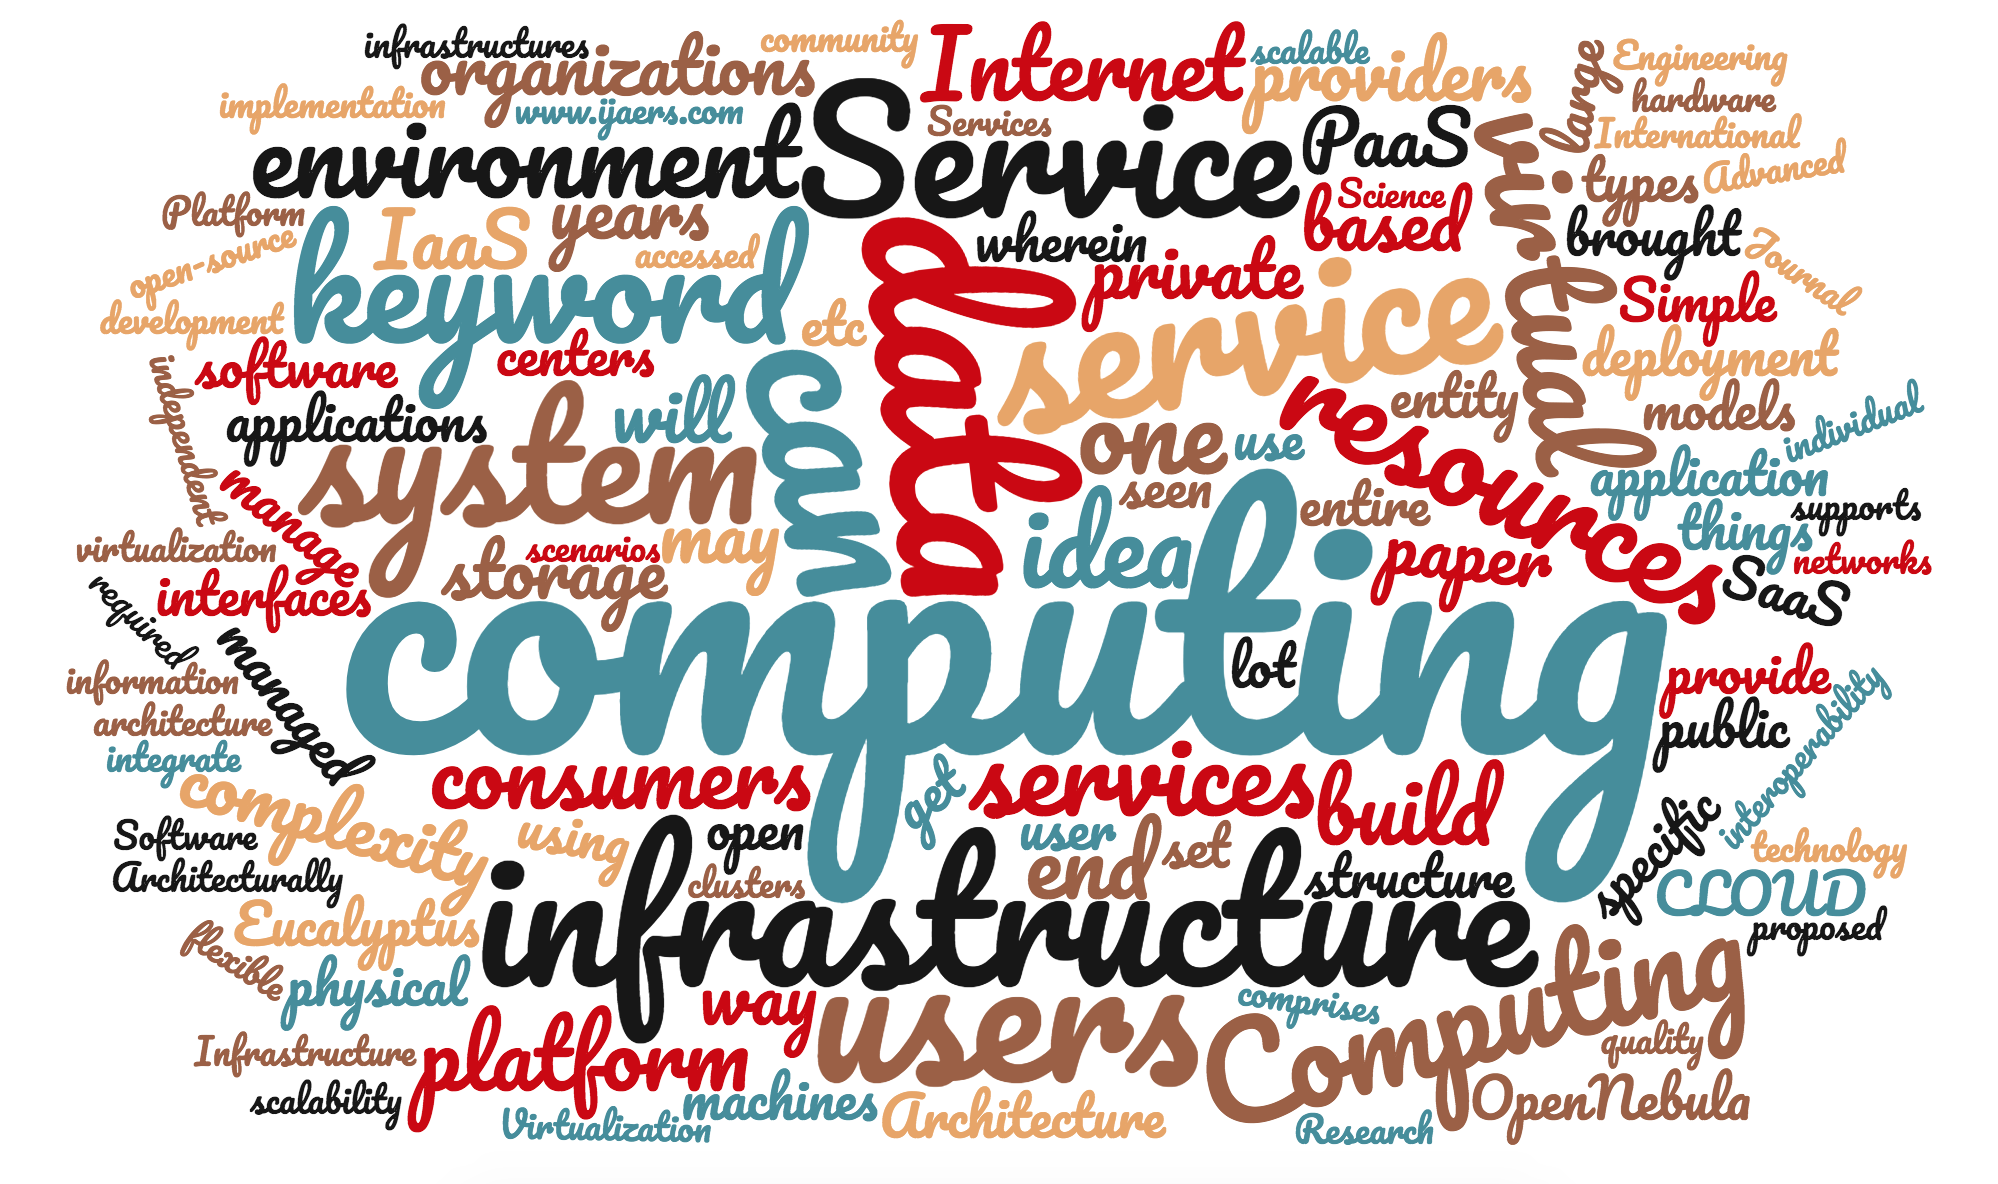 infrastructures
organizations
community
Internet
scalable
providers
large
Engineering
hardware
implementation
www.ijaers.com
Services
International
environment
Service
PaaS
virtual
types
Advanced
Platform
IaaS
years
wherein
Science
based
brought
Journal
open-source
keyword
accessed
private
Simple
development
etc
data
service
deployment
software
centers
can
resources
entity
models
individual
independent
applications
will
one
use
application
system
seen
entire
supports
manage
things
virtualization
scenarios
may
idea
paper
networks
interfaces
storage
SaaS
required
managed
computing
lot
information
provide
public
interoperability
architecture
integrate
consumers
get
services
build
complexity
Software
using
open
user
end
set
specific
technology
Architecturally
clusters
structure
CLOUD
Eucalyptus
infrastructure
proposed
flexible
physical
way
users
comprises
Computing
Infrastructure
platform
quality
scalability
machines
Architecture
OpenNebula
Virtualization
Research